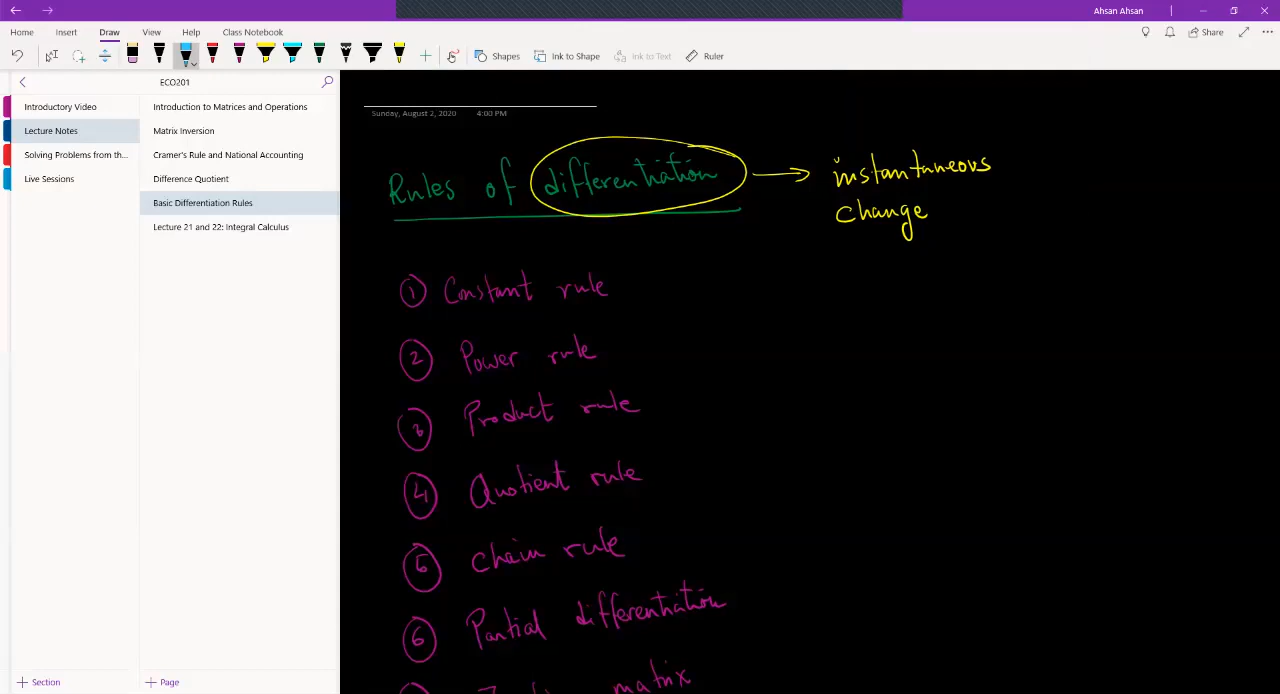 Ahsan Ahsan
Home Insert Draw View Help Class Notebook
Share
Shapes Ink to Shape Ink to Text Math Ruler
ECO201
Introductory Video
Lecture Notes
Solving Problems from th...
Live Sessions
Introduction to Matrices and Operations
Matrix Inversion
Cramer's Rule and National Accounting
Difference Quotient
Basic Differentiation Rules
Lecture 21 and 22: Integral Calculus
+ Section
+ Page
Sunday, August 2, 2020 4:00 PM
Rules of differentiation → instantaneous
change
① Constant rule
② Power rule
③ Product rule
④ Quotient rule
⑤ Chain rule
⑥ Partial differentiation
matrix